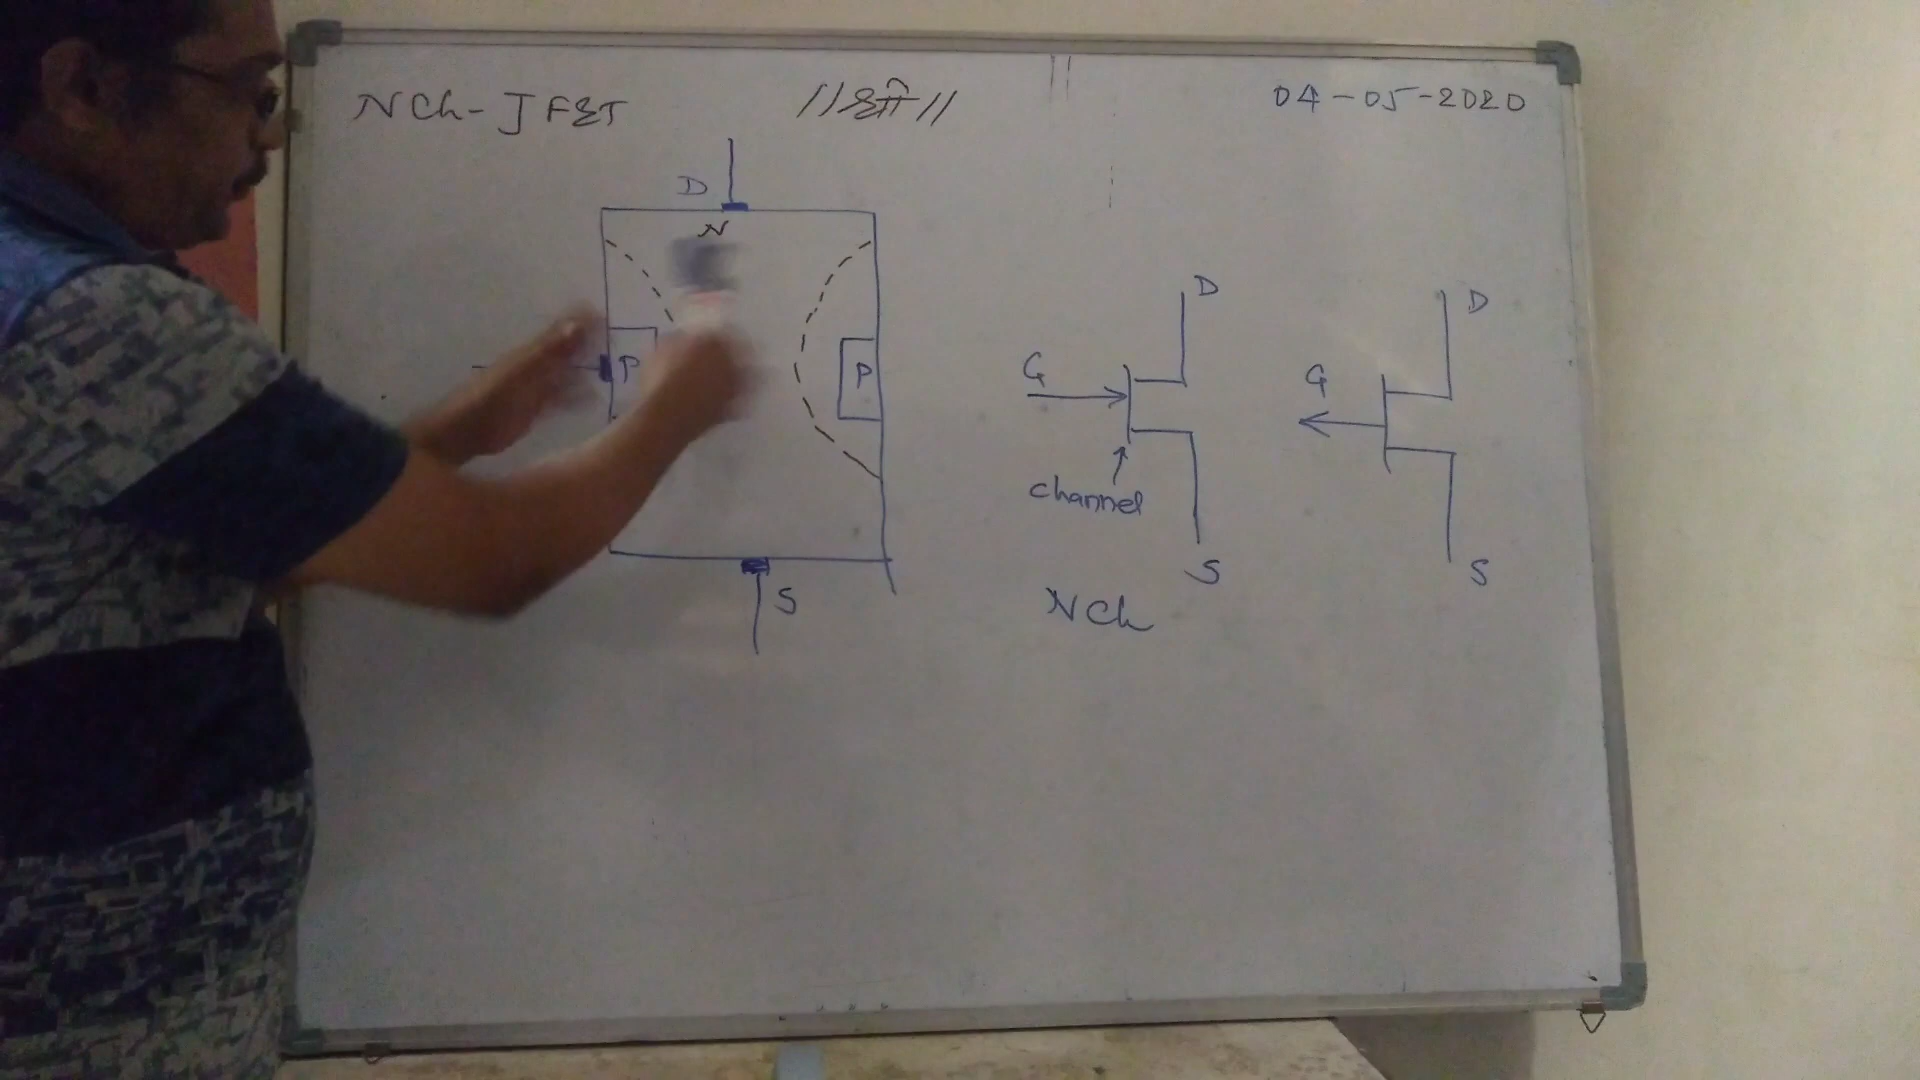 NCh-JFET
//श्री// 04-05-2020
D
N
P P
S
G D
channel
S
NCh
G D
S